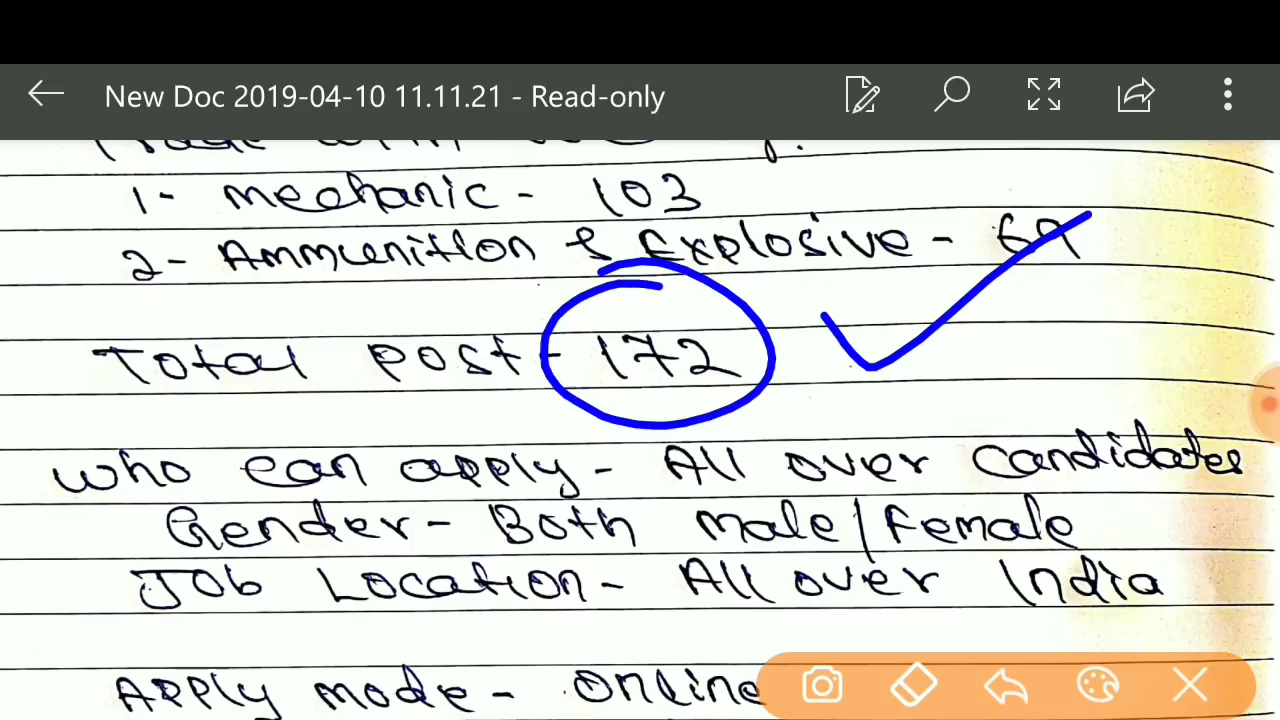 New Doc 2019-04-10 11.11.21 - Read-only
1- mechanic - 103
2- Ammunition & Explosive - 69
Total post - 172
who can apply - All over candidates
Gender - Both male/female
Job Location - All over India
Apply mode - online